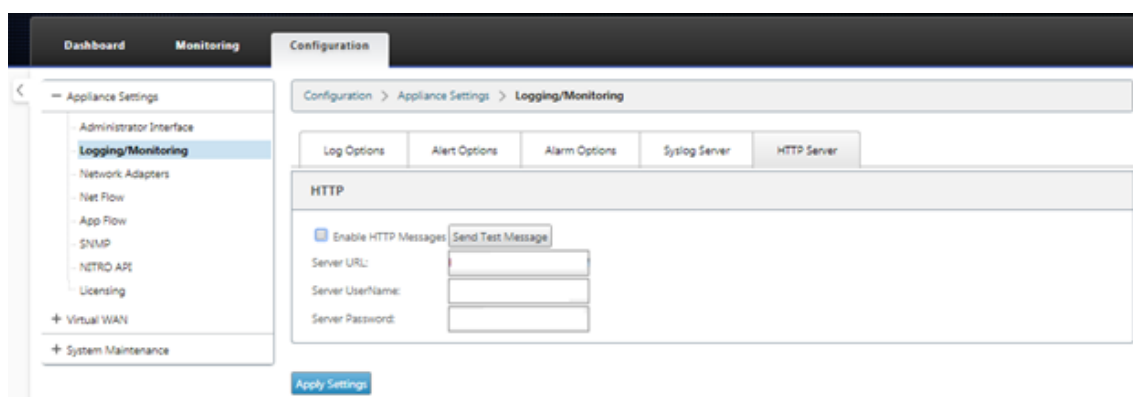 Dashboard Monitoring Configuration
− Appliance Settings
Administrator Interface
Logging/Monitoring
Network Adapters
Net Flow
App Flow
SNMP
NITRO API
Licensing
+ Virtual WAN
+ System Maintenance
Configuration > Appliance Settings > Logging/Monitoring
Log Options Alert Options Alarm Options Syslog Server HTTP Server
HTTP
Enable HTTP Messages Send Test Message
Server URL:
Server UserName:
Server Password:
Apply Settings